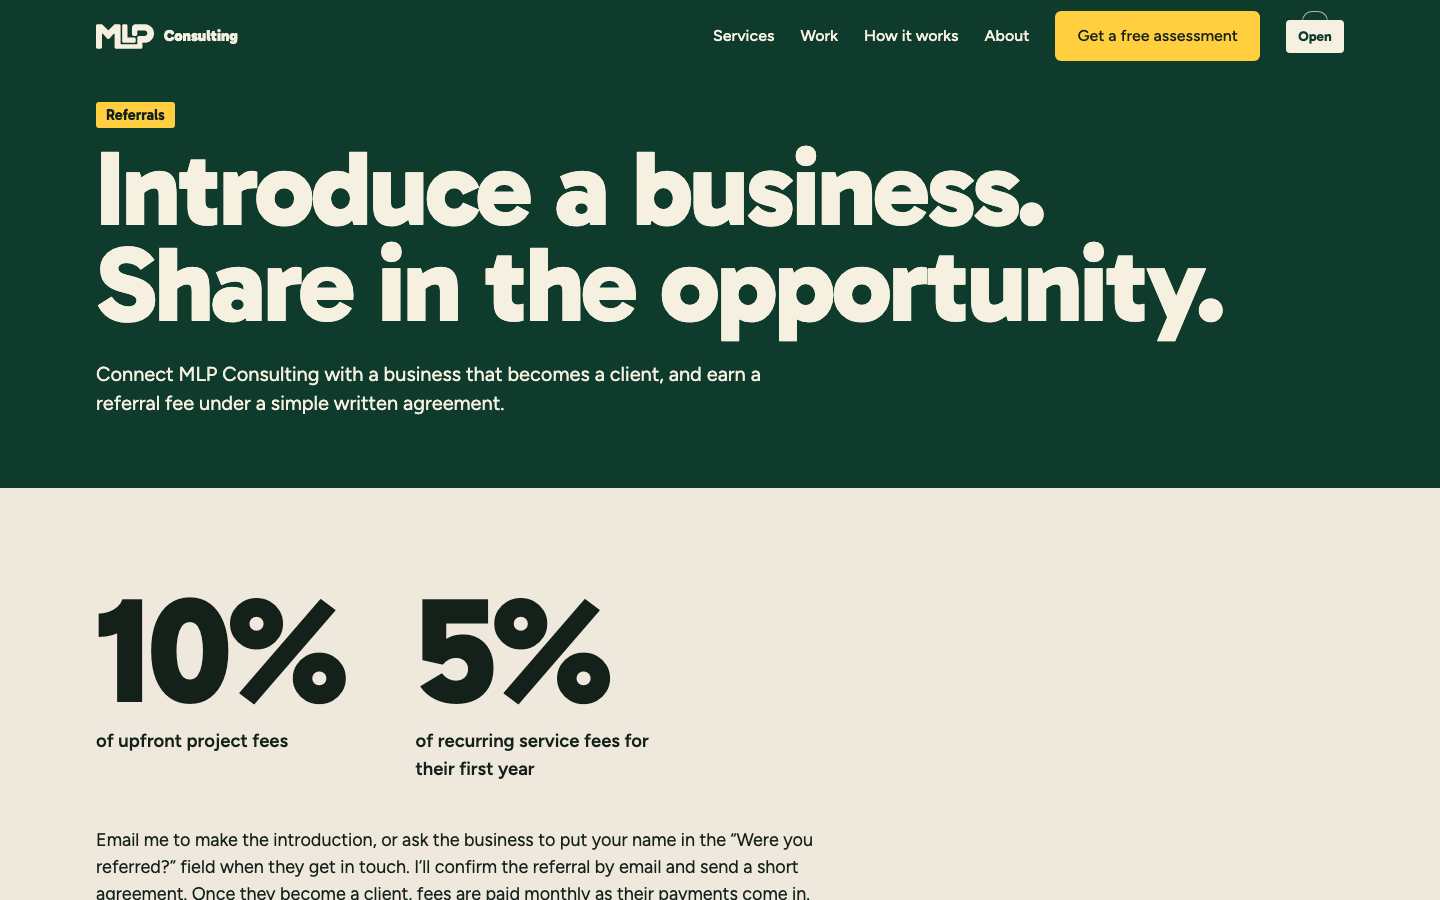 MLP Consulting
Services Work How it works About Get a free assessment Open
Referrals
Introduce a business.
Share in the opportunity.
Connect MLP Consulting with a business that becomes a client, and earn a
referral fee under a simple written agreement.
10% 5%
of upfront project fees
of recurring service fees for
their first year
Email me to make the introduction, or ask the business to put your name in the “Were you
referred?” field when they get in touch. I’ll confirm the referral by email and send a short
agreement. Once they become a client, fees are paid monthly as their payments come in.